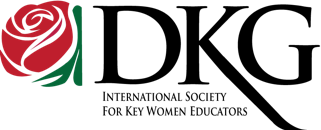 DKG
INTERNATIONAL SOCIETY
FOR KEY WOMEN EDUCATORS